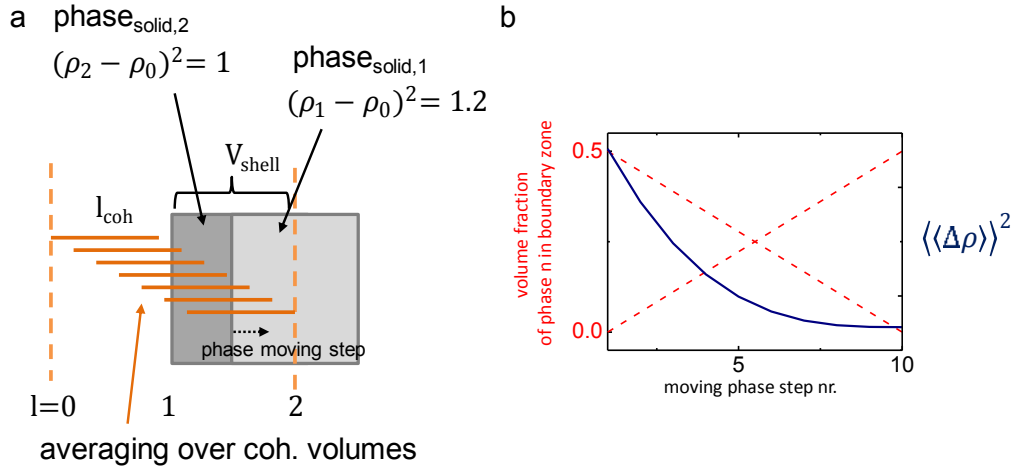 a
phase_solid,2
(ρ₂ − ρ₀)² = 1
phase_solid,1
(ρ₁ − ρ₀)² = 1.2
V_shell
l_coh
phase moving step
l=0
1
2
averaging over coh. volumes
b
volume fraction
of phase n in boundary zone
0.5
0.0
5
10
moving phase step nr.
⟨⟨Δρ⟩⟩²